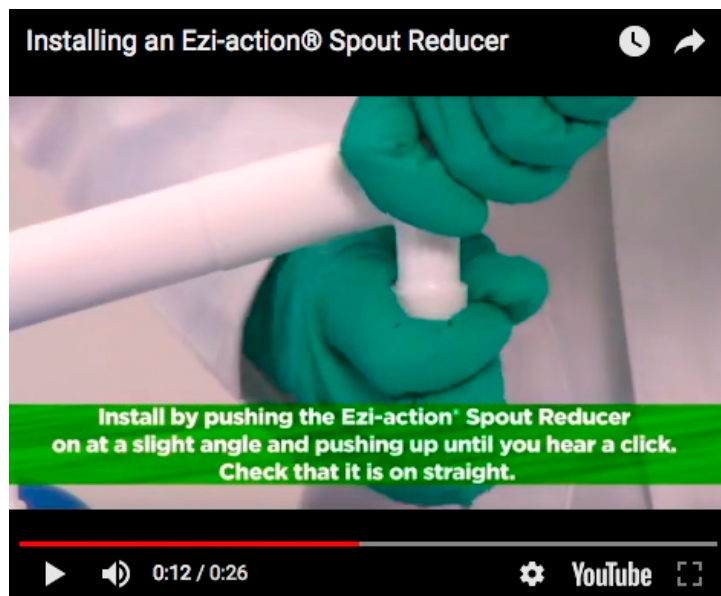 Installing an Ezi-action® Spout Reducer
Install by pushing the Ezi-action® Spout Reducer
on at a slight angle and pushing up until you hear a click.
Check that it is on straight.
0:12 / 0:26
YouTube